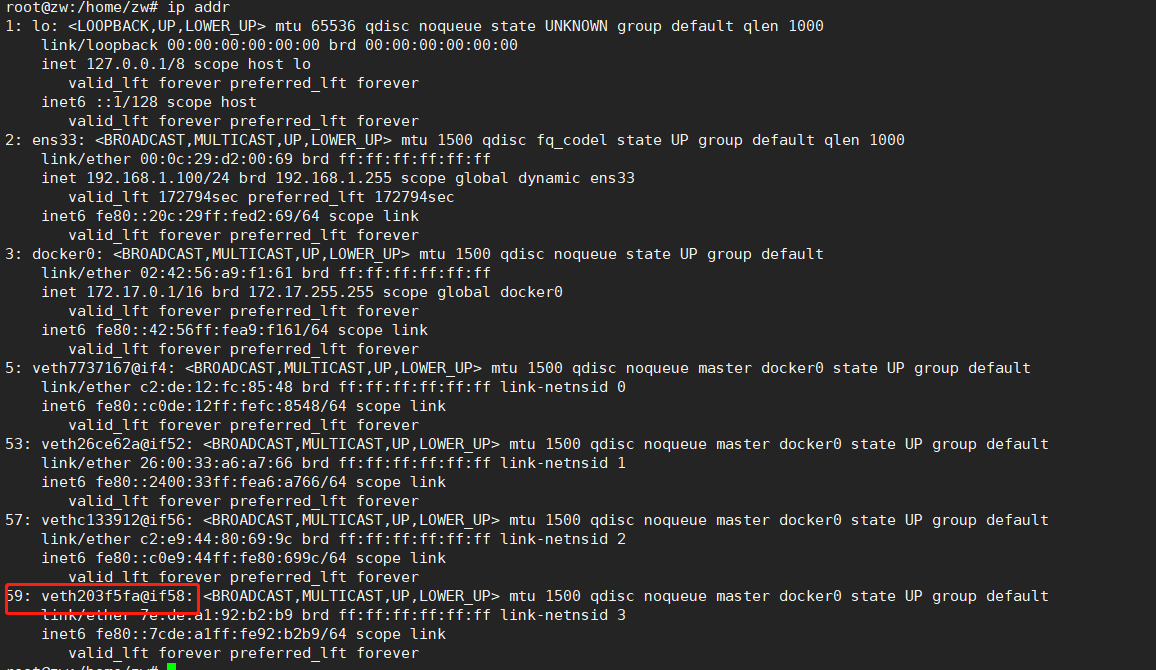 root@zw:/home/zw# ip addr
1: lo: <LOOPBACK,UP,LOWER_UP> mtu 65536 qdisc noqueue state UNKNOWN group default qlen 1000
    link/loopback 00:00:00:00:00:00 brd 00:00:00:00:00:00
    inet 127.0.0.1/8 scope host lo
       valid_lft forever preferred_lft forever
    inet6 ::1/128 scope host
       valid_lft forever preferred_lft forever
2: ens33: <BROADCAST,MULTICAST,UP,LOWER_UP> mtu 1500 qdisc fq_codel state UP group default qlen 1000
    link/ether 00:0c:29:d2:00:69 brd ff:ff:ff:ff:ff:ff
    inet 192.168.1.100/24 brd 192.168.1.255 scope global dynamic ens33
       valid_lft 172794sec preferred_lft 172794sec
    inet6 fe80::20c:29ff:fed2:69/64 scope link
       valid_lft forever preferred_lft forever
3: docker0: <BROADCAST,MULTICAST,UP,LOWER_UP> mtu 1500 qdisc noqueue state UP group default
    link/ether 02:42:56:a9:f1:61 brd ff:ff:ff:ff:ff:ff
    inet 172.17.0.1/16 brd 172.17.255.255 scope global docker0
       valid_lft forever preferred_lft forever
    inet6 fe80::42:56ff:fea9:f161/64 scope link
       valid_lft forever preferred_lft forever
5: veth7737167@if4: <BROADCAST,MULTICAST,UP,LOWER_UP> mtu 1500 qdisc noqueue master docker0 state UP group default
    link/ether c2:de:12:fc:85:48 brd ff:ff:ff:ff:ff:ff link-netnsid 0
    inet6 fe80::c0de:12ff:fefc:8548/64 scope link
       valid_lft forever preferred_lft forever
53: veth26ce62a@if52: <BROADCAST,MULTICAST,UP,LOWER_UP> mtu 1500 qdisc noqueue master docker0 state UP group default
    link/ether 26:00:33:a6:a7:66 brd ff:ff:ff:ff:ff:ff link-netnsid 1
    inet6 fe80::2400:33ff:fea6:a766/64 scope link
       valid_lft forever preferred_lft forever
57: vethc133912@if56: <BROADCAST,MULTICAST,UP,LOWER_UP> mtu 1500 qdisc noqueue master docker0 state UP group default
    link/ether c2:e9:44:80:69:9c brd ff:ff:ff:ff:ff:ff link-netnsid 2
    inet6 fe80::c0e9:44ff:fe80:699c/64 scope link
       valid_lft forever preferred_lft forever
59: veth203f5fa@if58: <BROADCAST,MULTICAST,UP,LOWER_UP> mtu 1500 qdisc noqueue master docker0 state UP group default
    link/ether 7e:de:a1:92:b2:b9 brd ff:ff:ff:ff:ff:ff link-netnsid 3
    inet6 fe80::7cde:a1ff:fe92:b2b9/64 scope link
       valid_lft forever preferred_lft forever
root@zw:/home/zw#